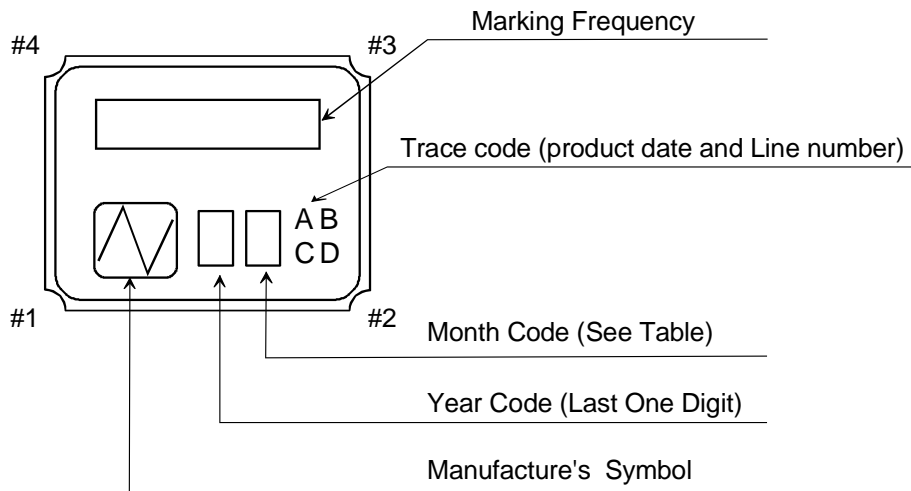 Marking Frequency
#4
#3
Trace code (product date and Line number)
A B
C D
#1
#2
Month Code (See Table)
Year Code (Last One Digit)
Manufacture's Symbol